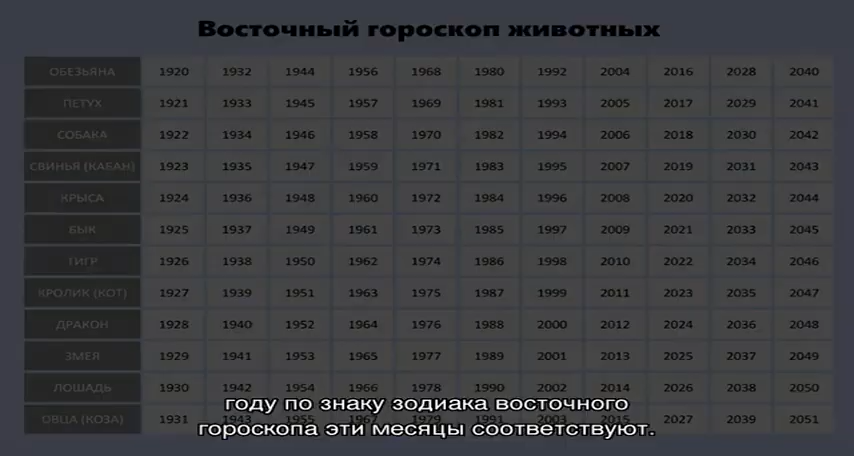 Восточный гороскоп животных
ОБЕЗЬЯНА 1920 1932 1944 1956 1968 1980 1992 2004 2016 2028 2040
ПЕТУХ 1921 1933 1945 1957 1969 1981 1993 2005 2017 2029 2041
СОБАКА 1922 1934 1946 1958 1970 1982 1994 2006 2018 2030 2042
СВИНЬЯ (КАБАН) 1923 1935 1947 1959 1971 1983 1995 2007 2019 2031 2043
КРЫСА 1924 1936 1948 1960 1972 1984 1996 2008 2020 2032 2044
БЫК 1925 1937 1949 1961 1973 1985 1997 2009 2021 2033 2045
ТИГР 1926 1938 1950 1962 1974 1986 1998 2010 2022 2034 2046
КРОЛИК (КОТ) 1927 1939 1951 1963 1975 1987 1999 2011 2023 2035 2047
ДРАКОН 1928 1940 1952 1964 1976 1988 2000 2012 2024 2036 2048
ЗМЕЯ 1929 1941 1953 1965 1977 1989 2001 2013 2025 2037 2049
ЛОШАДЬ 1930 1942 1954 1966 1978 1990 2002 2014 2026 2038 2050
ОВЦА (КОЗА) 1931 1943 1955 1967 1979 1991 2003 2015 2027 2039 2051
году по знаку зодиака восточного
гороскопа эти месяцы соответствуют.